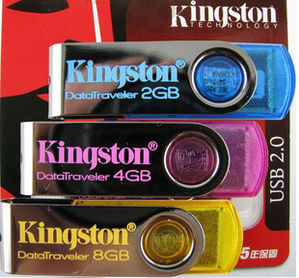 Kingston
TECHNOLOGY
Kingston
DataTraveler 2GB
Kingston
DataTraveler 4GB
Kingston
DataTraveler 8GB
USB 2.0
5年保固